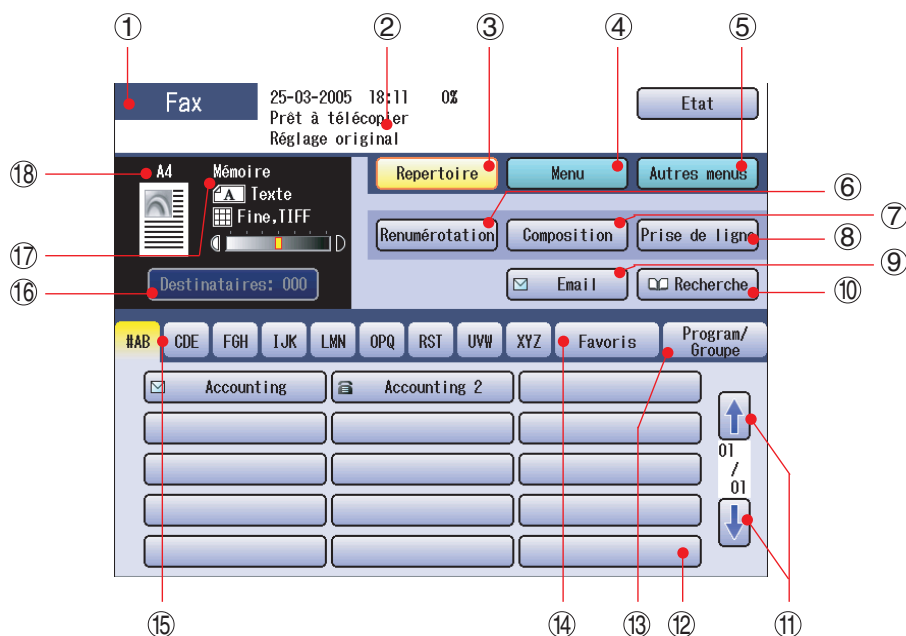 ① ② ③ ④ ⑤
Fax
25-03-2005 18:11 0%
Prêt à télécopier
Réglage original
Etat
⑱ A4
Mémoire
Texte
Fine,TIFF
Repertoire Menu Autres menus
⑥
Renumérotation Composition Prise de ligne
⑦
⑧
⑰
⑯ Destinataires: 000
Email Recherche
⑨
⑩
#AB CDE FGH IJK LMN OPQ RST UVW XYZ Favoris Program/
Groupe
Accounting Accounting 2
01
/
01
⑮ ⑭ ⑬ ⑫ ⑪